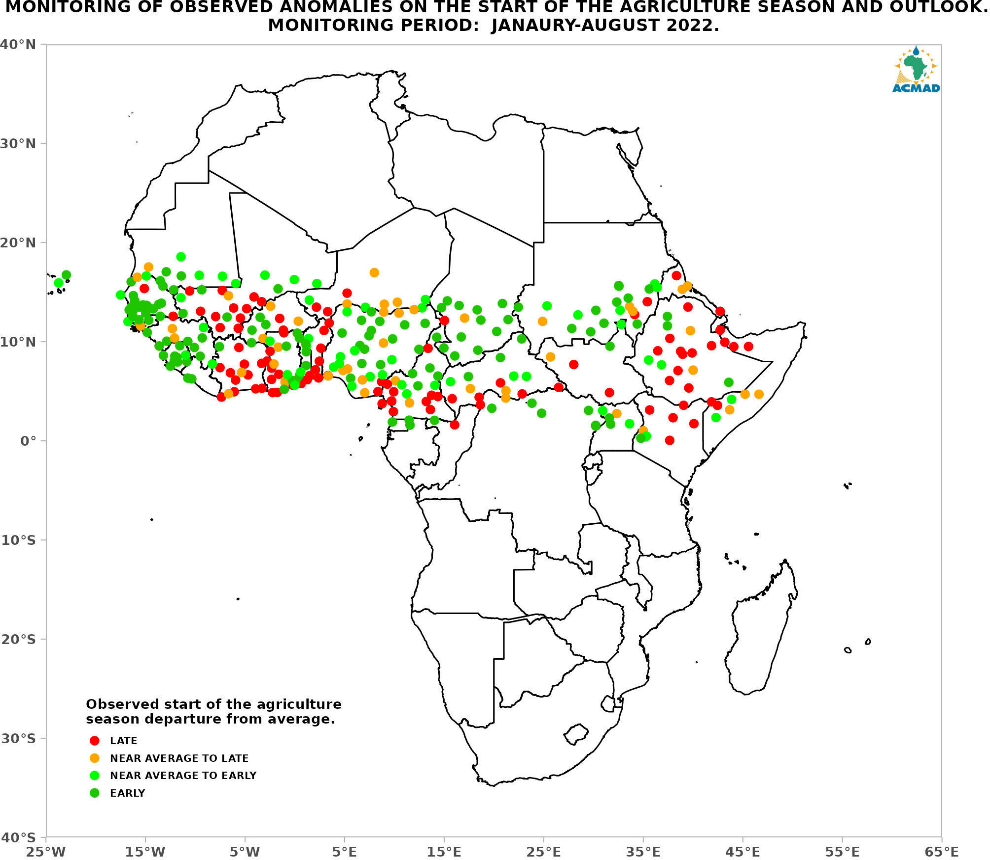 MONITORING OF OBSERVED ANOMALIES ON THE START OF THE AGRICULTURE SEASON AND OUTLOOK.
MONITORING PERIOD: JANAURY-AUGUST 2022.
40°N
ACMAD
30°N
20°N
10°N
0°
10°S
20°S
30°S
40°S
Observed start of the agriculture
season departure from average.
LATE
NEAR AVERAGE TO LATE
NEAR AVERAGE TO EARLY
EARLY
25°W 15°W 5°W 5°E 15°E 25°E 35°E 45°E 55°E 65°E